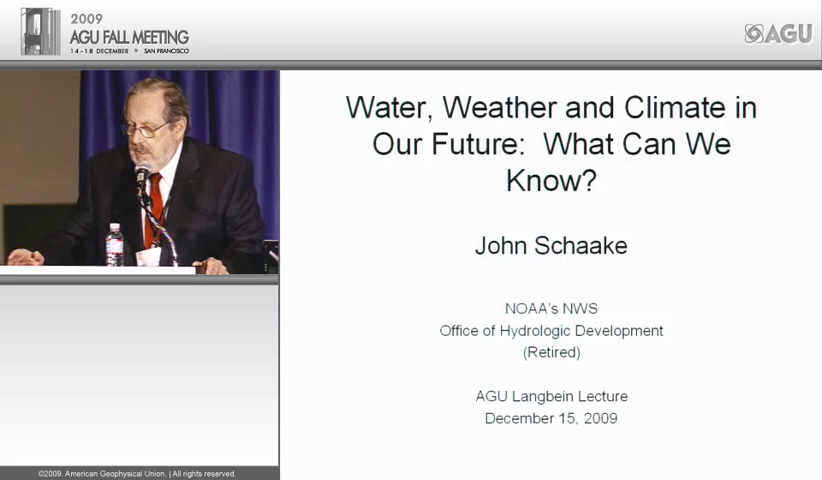 2009
AGU FALL MEETING
14 - 18 DECEMBER • SAN FRANCISCO
AGU
Water, Weather and Climate in
Our Future: What Can We
Know?
John Schaake
NOAA's NWS
Office of Hydrologic Development
(Retired)
AGU Langbein Lecture
December 15, 2009
©2009. American Geophysical Union. | All rights reserved.